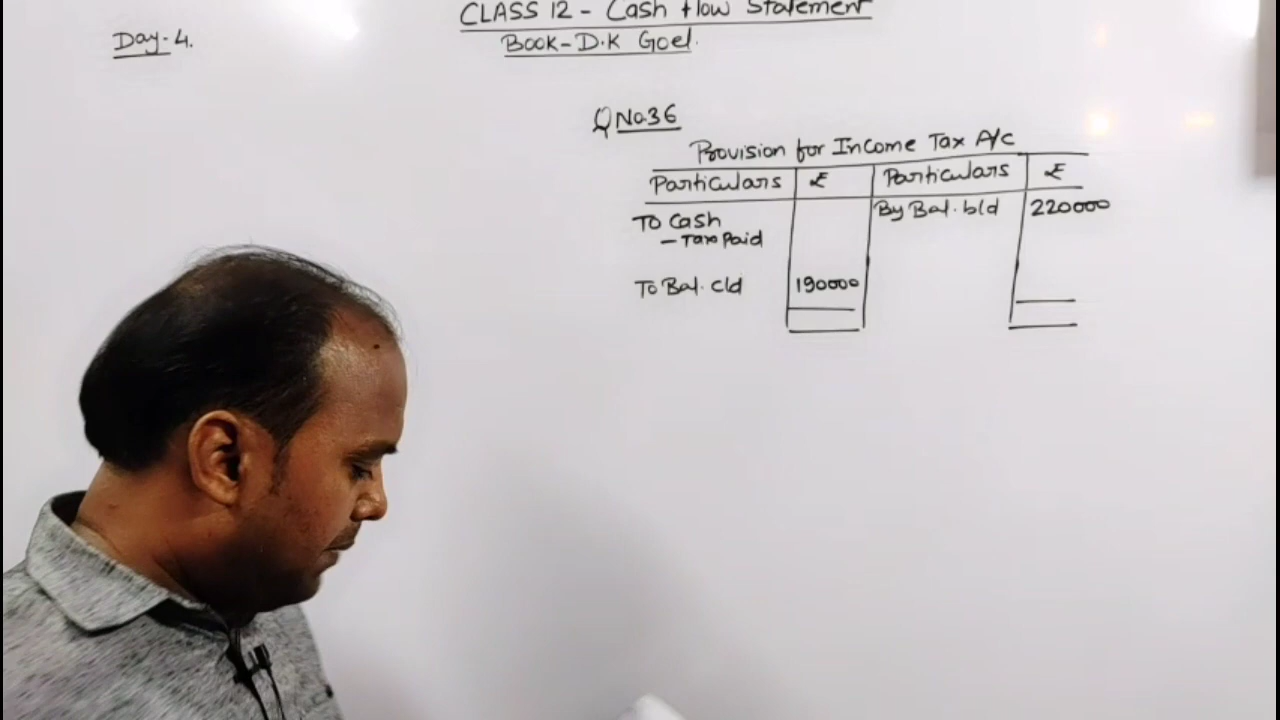 CLASS 12 - Cash flow Statement
Day-4.
Book-D.K Goel.
Q No.36
Provision for Income Tax A/c
Particulars ₹ Particulars ₹
To Cash By Bal. b/d 220000
- Tax Paid
To Bal. c/d 190000